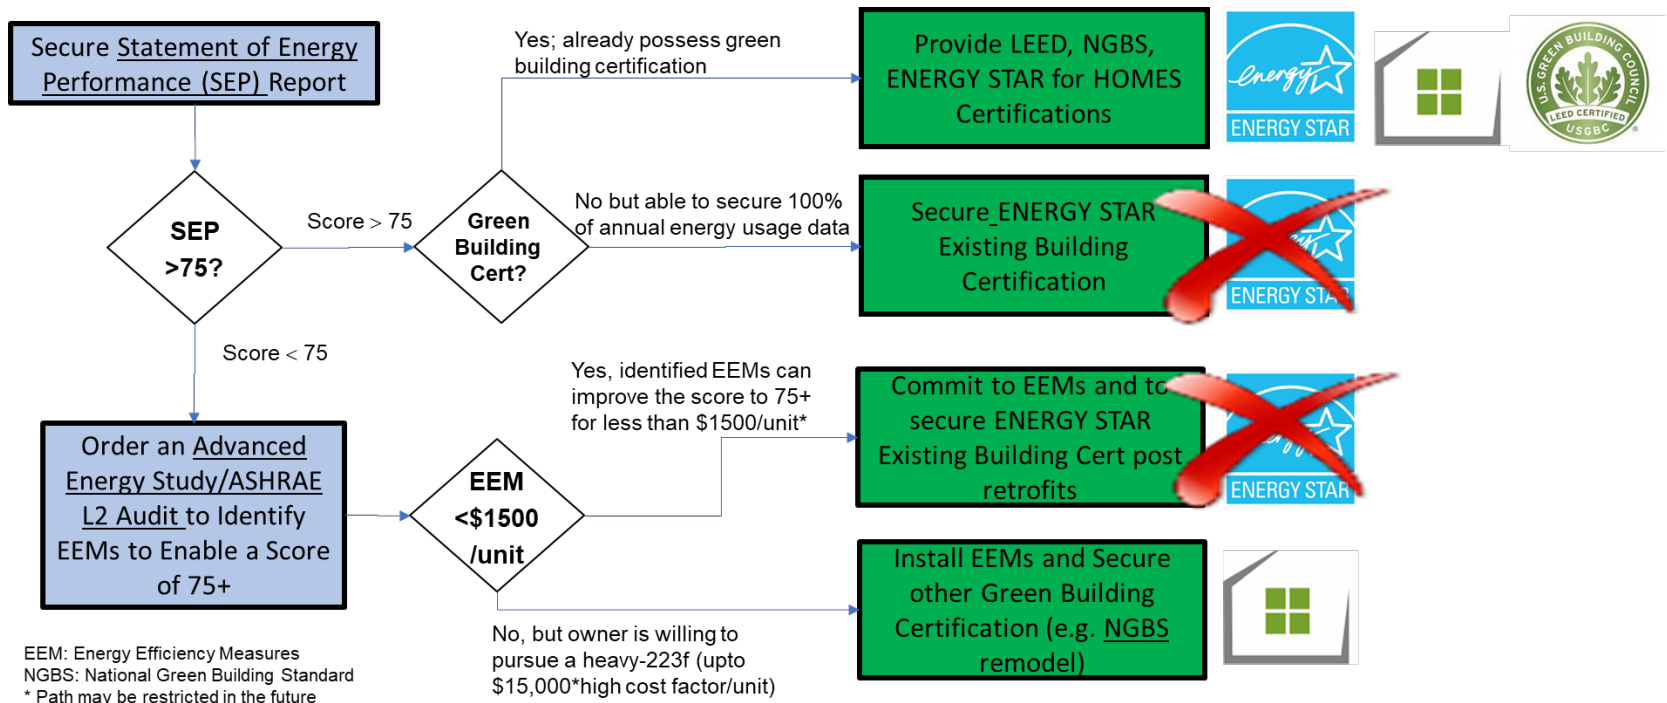 Secure Statement of Energy
Performance (SEP) Report
Yes; already possess green
building certification
Provide LEED, NGBS,
ENERGY STAR for HOMES
Certifications
energy
ENERGY STAR
U.S. GREEN BUILDING COUNCIL
LEED CERTIFIED
USGBC
®
SEP
>75?
Score > 75
Green
Building
Cert?
No but able to secure 100%
of annual energy usage data
Secure ENERGY STAR
Existing Building
Certification
ENERGY STAR
Score < 75
Yes, identified EEMs can
improve the score to 75+
for less than $1500/unit*
Commit to EEMs and to
secure ENERGY STAR
Existing Building Cert post
retrofits
ENERGY STAR
Order an Advanced
Energy Study/ASHRAE
L2 Audit to Identify
EEMs to Enable a Score
of 75+
EEM
<$1500
/unit
Install EEMs and Secure
other Green Building
Certification (e.g. NGBS
remodel)
No, but owner is willing to
pursue a heavy-223f (upto
$15,000*high cost factor/unit)
EEM: Energy Efficiency Measures
NGBS: National Green Building Standard
* Path may be restricted in the future